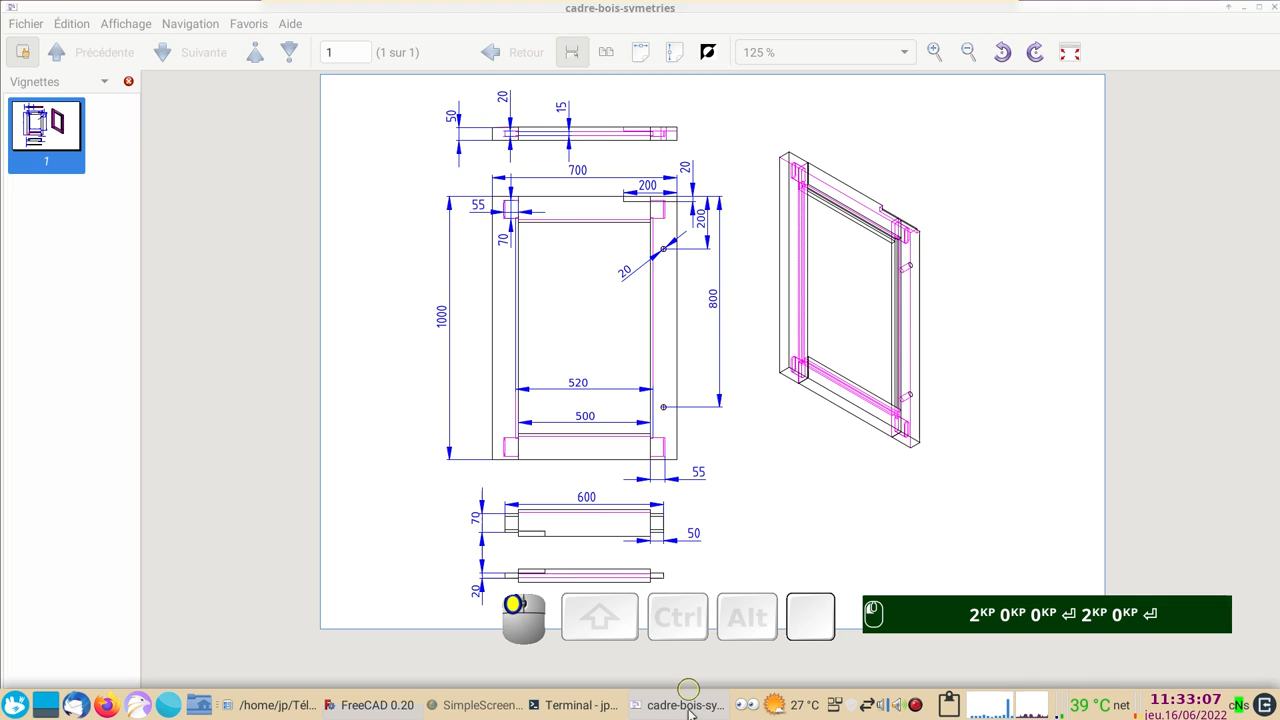 cadre-bois-symetries
Fichier Édition Affichage Navigation Favoris Aide
Précédente Suivante 1 (1 sur 1) Retour 125 %
Vignettes
1
20
15
50
700
20
200
55
200
70
20
1000
800
520
500
55
600
70
50
20
Ctrl Alt
2ᴷᴾ 0ᴷᴾ 0ᴷᴾ ⏎ 2ᴷᴾ 0ᴷᴾ ⏎
/home/jp/Tél... FreeCAD 0.20 SimpleScreen... Terminal - jp... cadre-bois-sy... 27 °C 39 °C net 11:33:07
jeu.16/06/2022
cNs